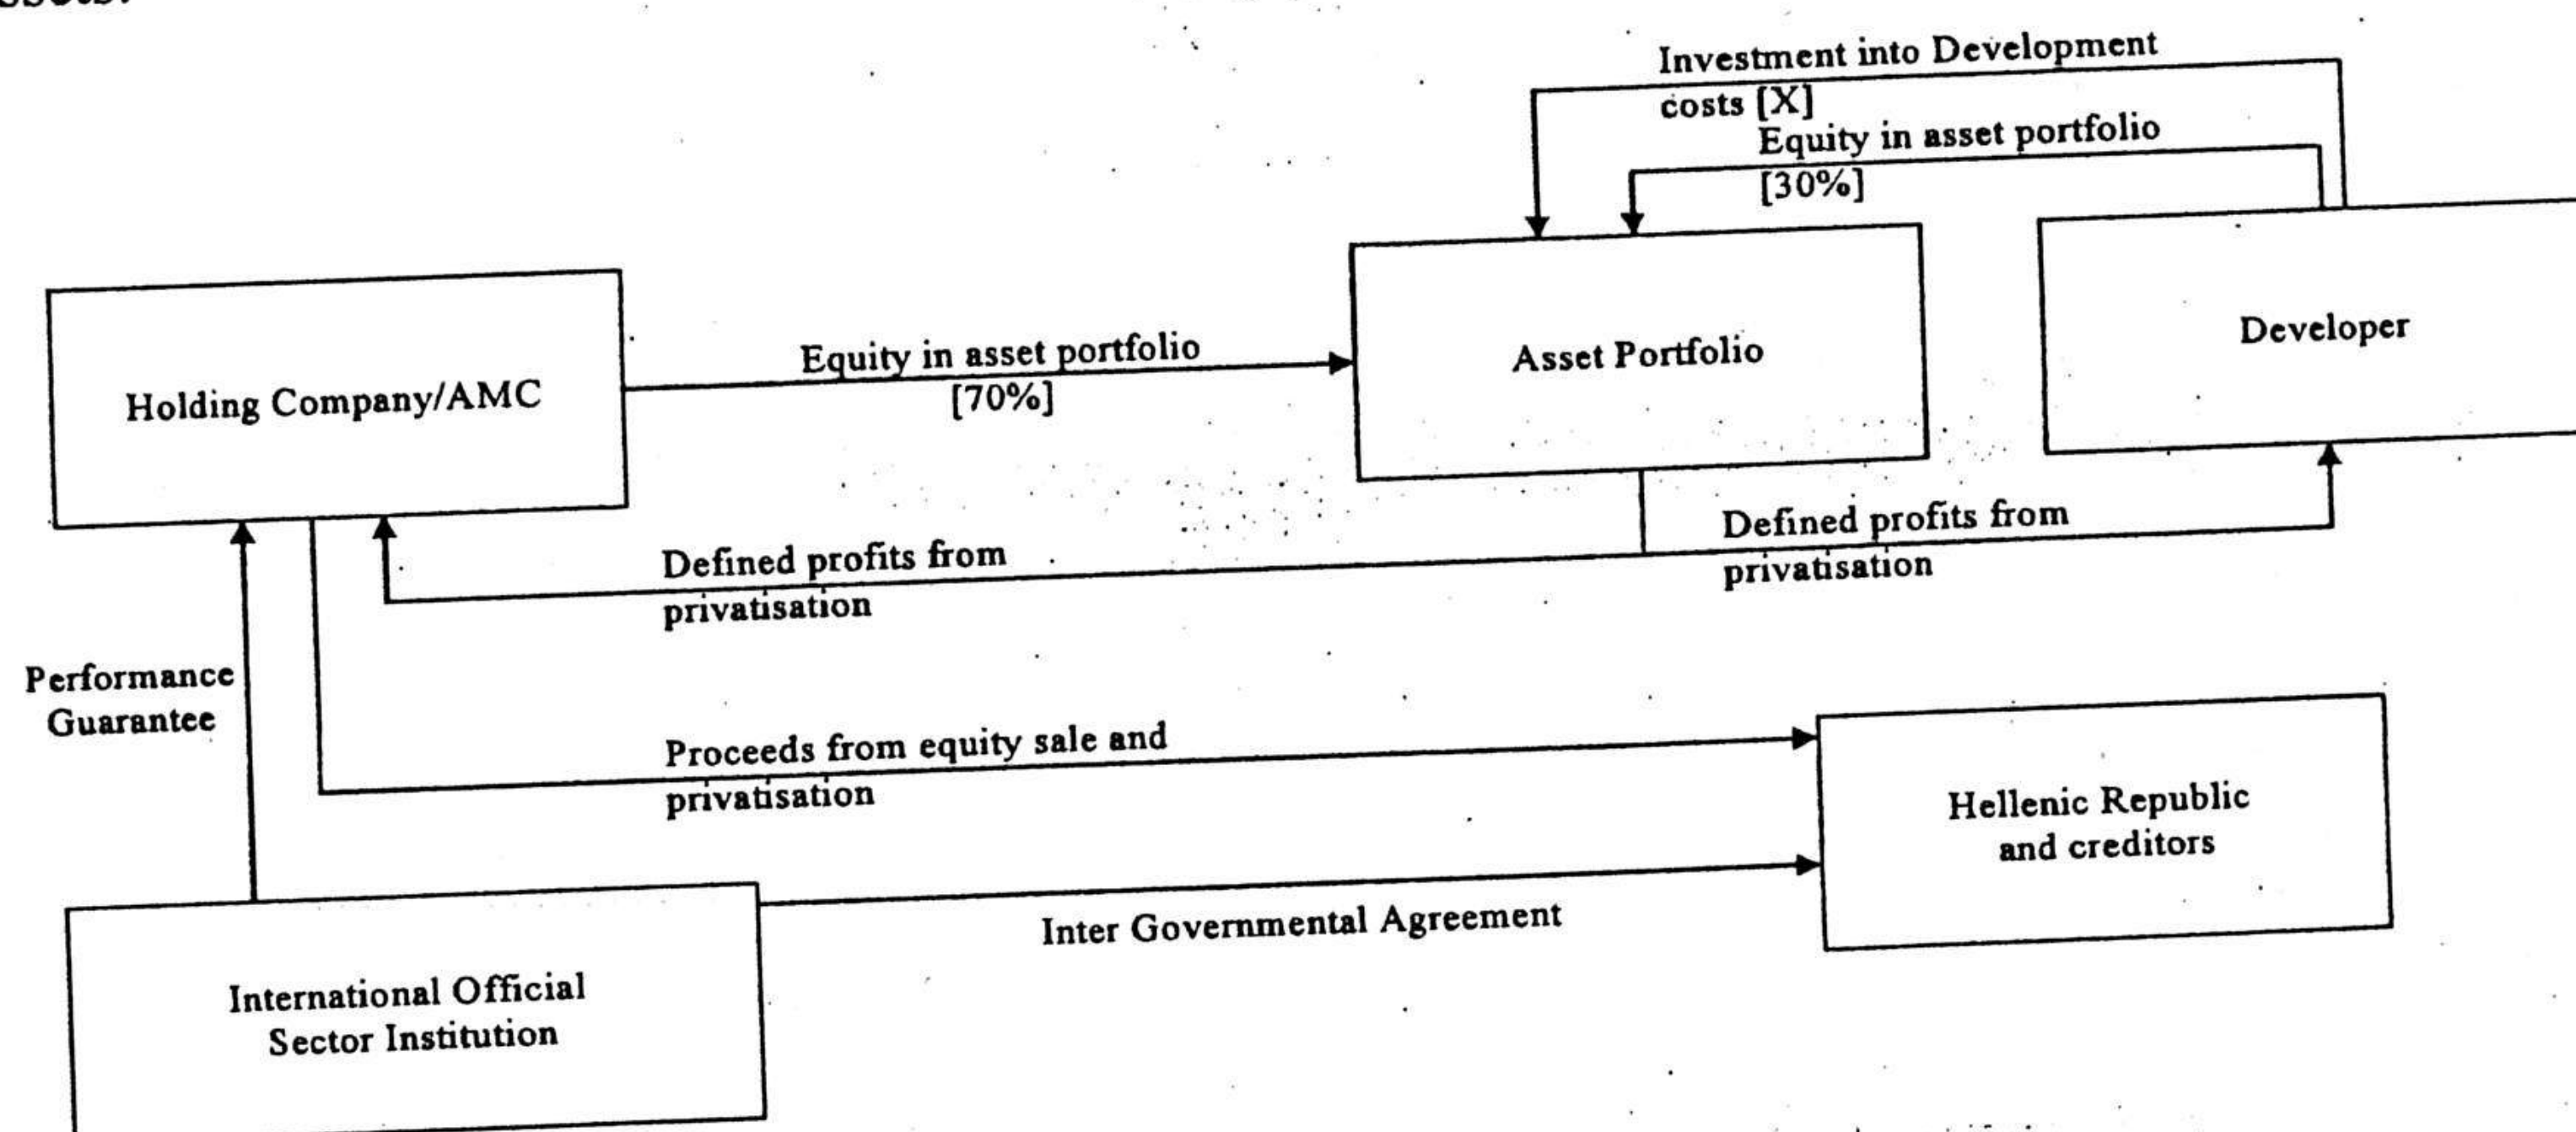 Investment into Development
costs [X]
Equity in asset portfolio
[30%]
Holding Company/AMC
Equity in asset portfolio
[70%]
Asset Portfolio
Developer
Defined profits from
privatisation
Defined profits from
privatisation
Performance
Guarantee
Proceeds from equity sale and
privatisation
Hellenic Republic
and creditors
Inter Governmental Agreement
International Official
Sector Institution